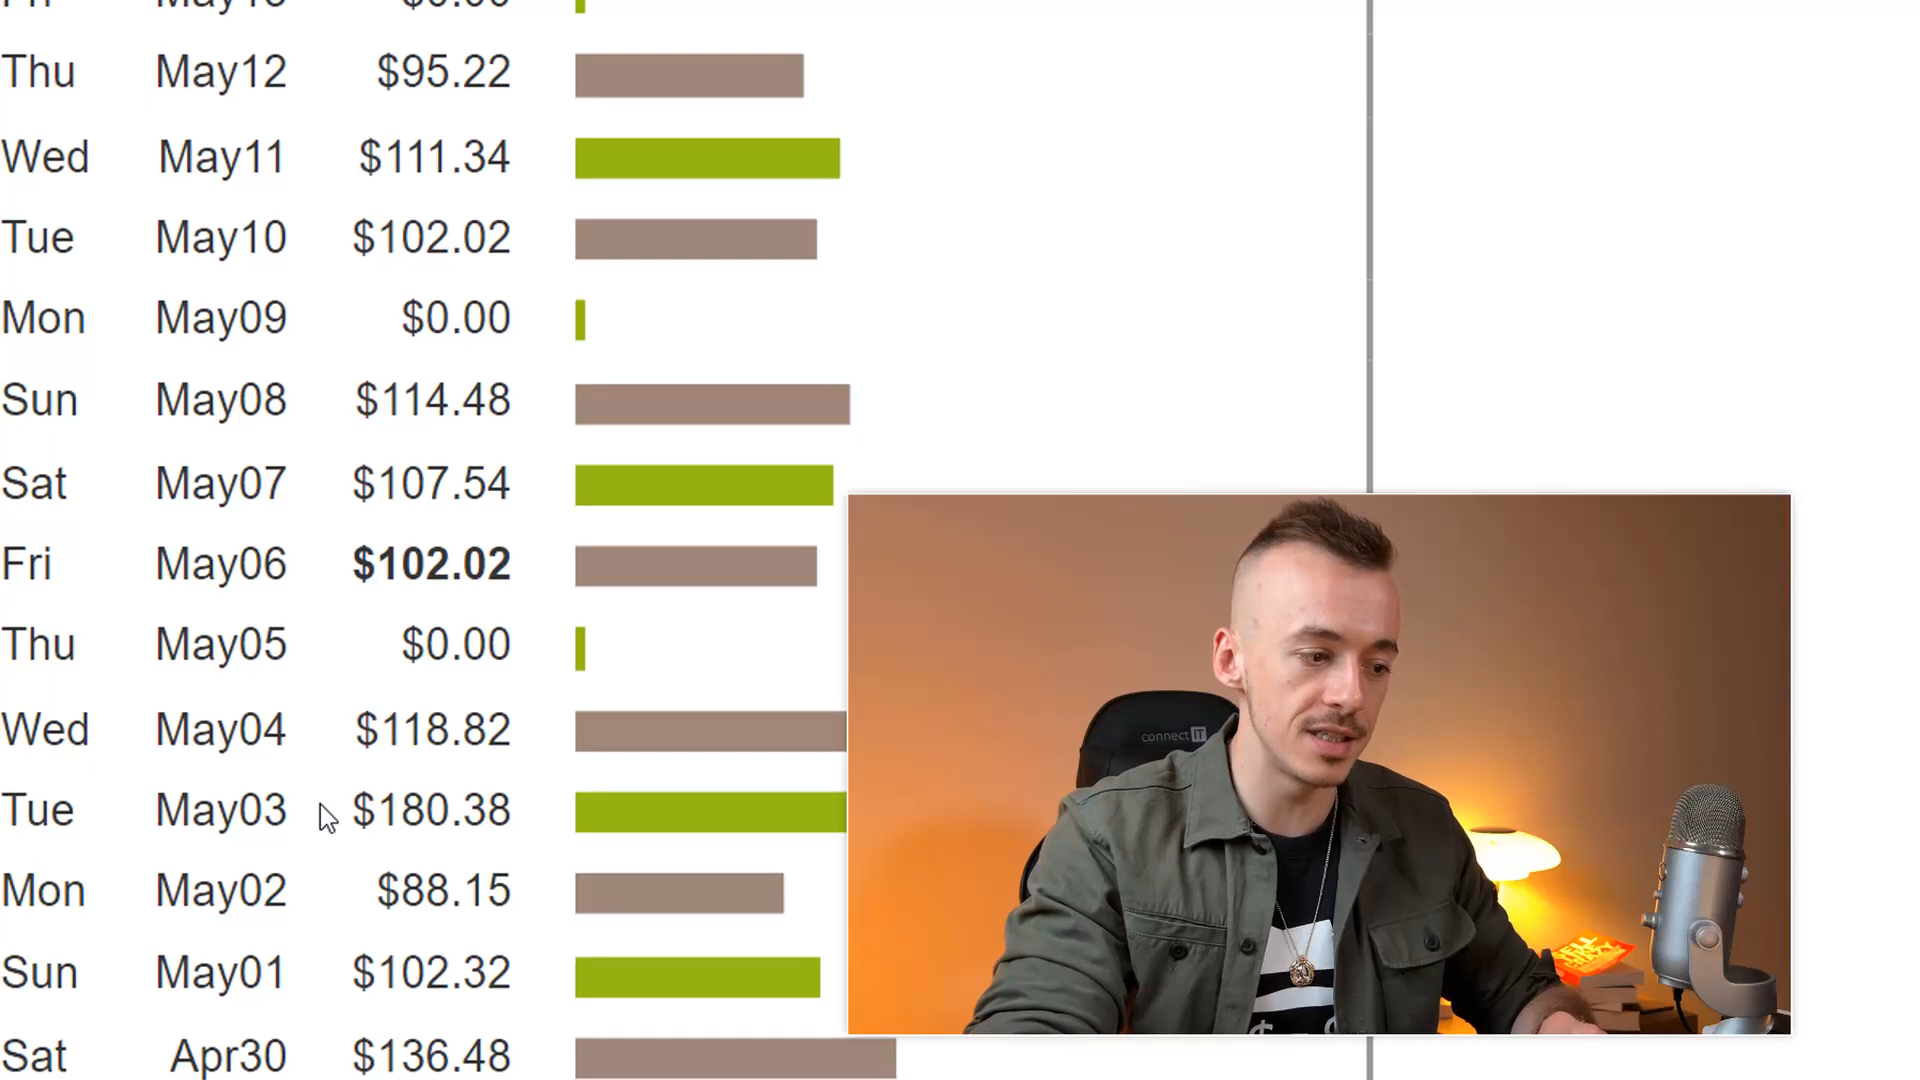 Thu May12 $95.22
Wed May11 $111.34
Tue May10 $102.02
Mon May09 $0.00
Sun May08 $114.48
Sat May07 $107.54
Fri May06 $102.02
Thu May05 $0.00
Wed May04 $118.82
Tue May03 $180.38
Mon May02 $88.15
Sun May01 $102.32
Sat Apr30 $136.48
connect IT